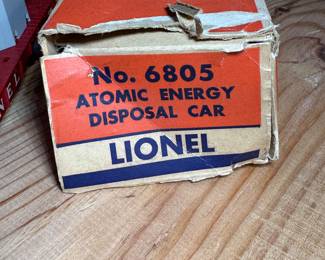 No. 6805
ATOMIC ENERGY
DISPOSAL CAR
LIONEL